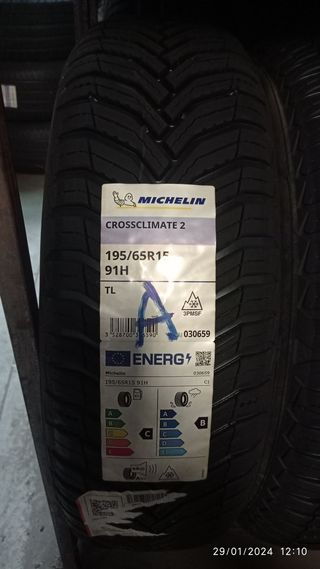 MICHELIN
CROSSCLIMATE 2
195/65R15
91H
TL
A
3PMSF
030659
ENERG
Michelin 030659
195/65R15 91H C1
A A
B B
C C
D D
E E
C B
29/01/2024 12:10